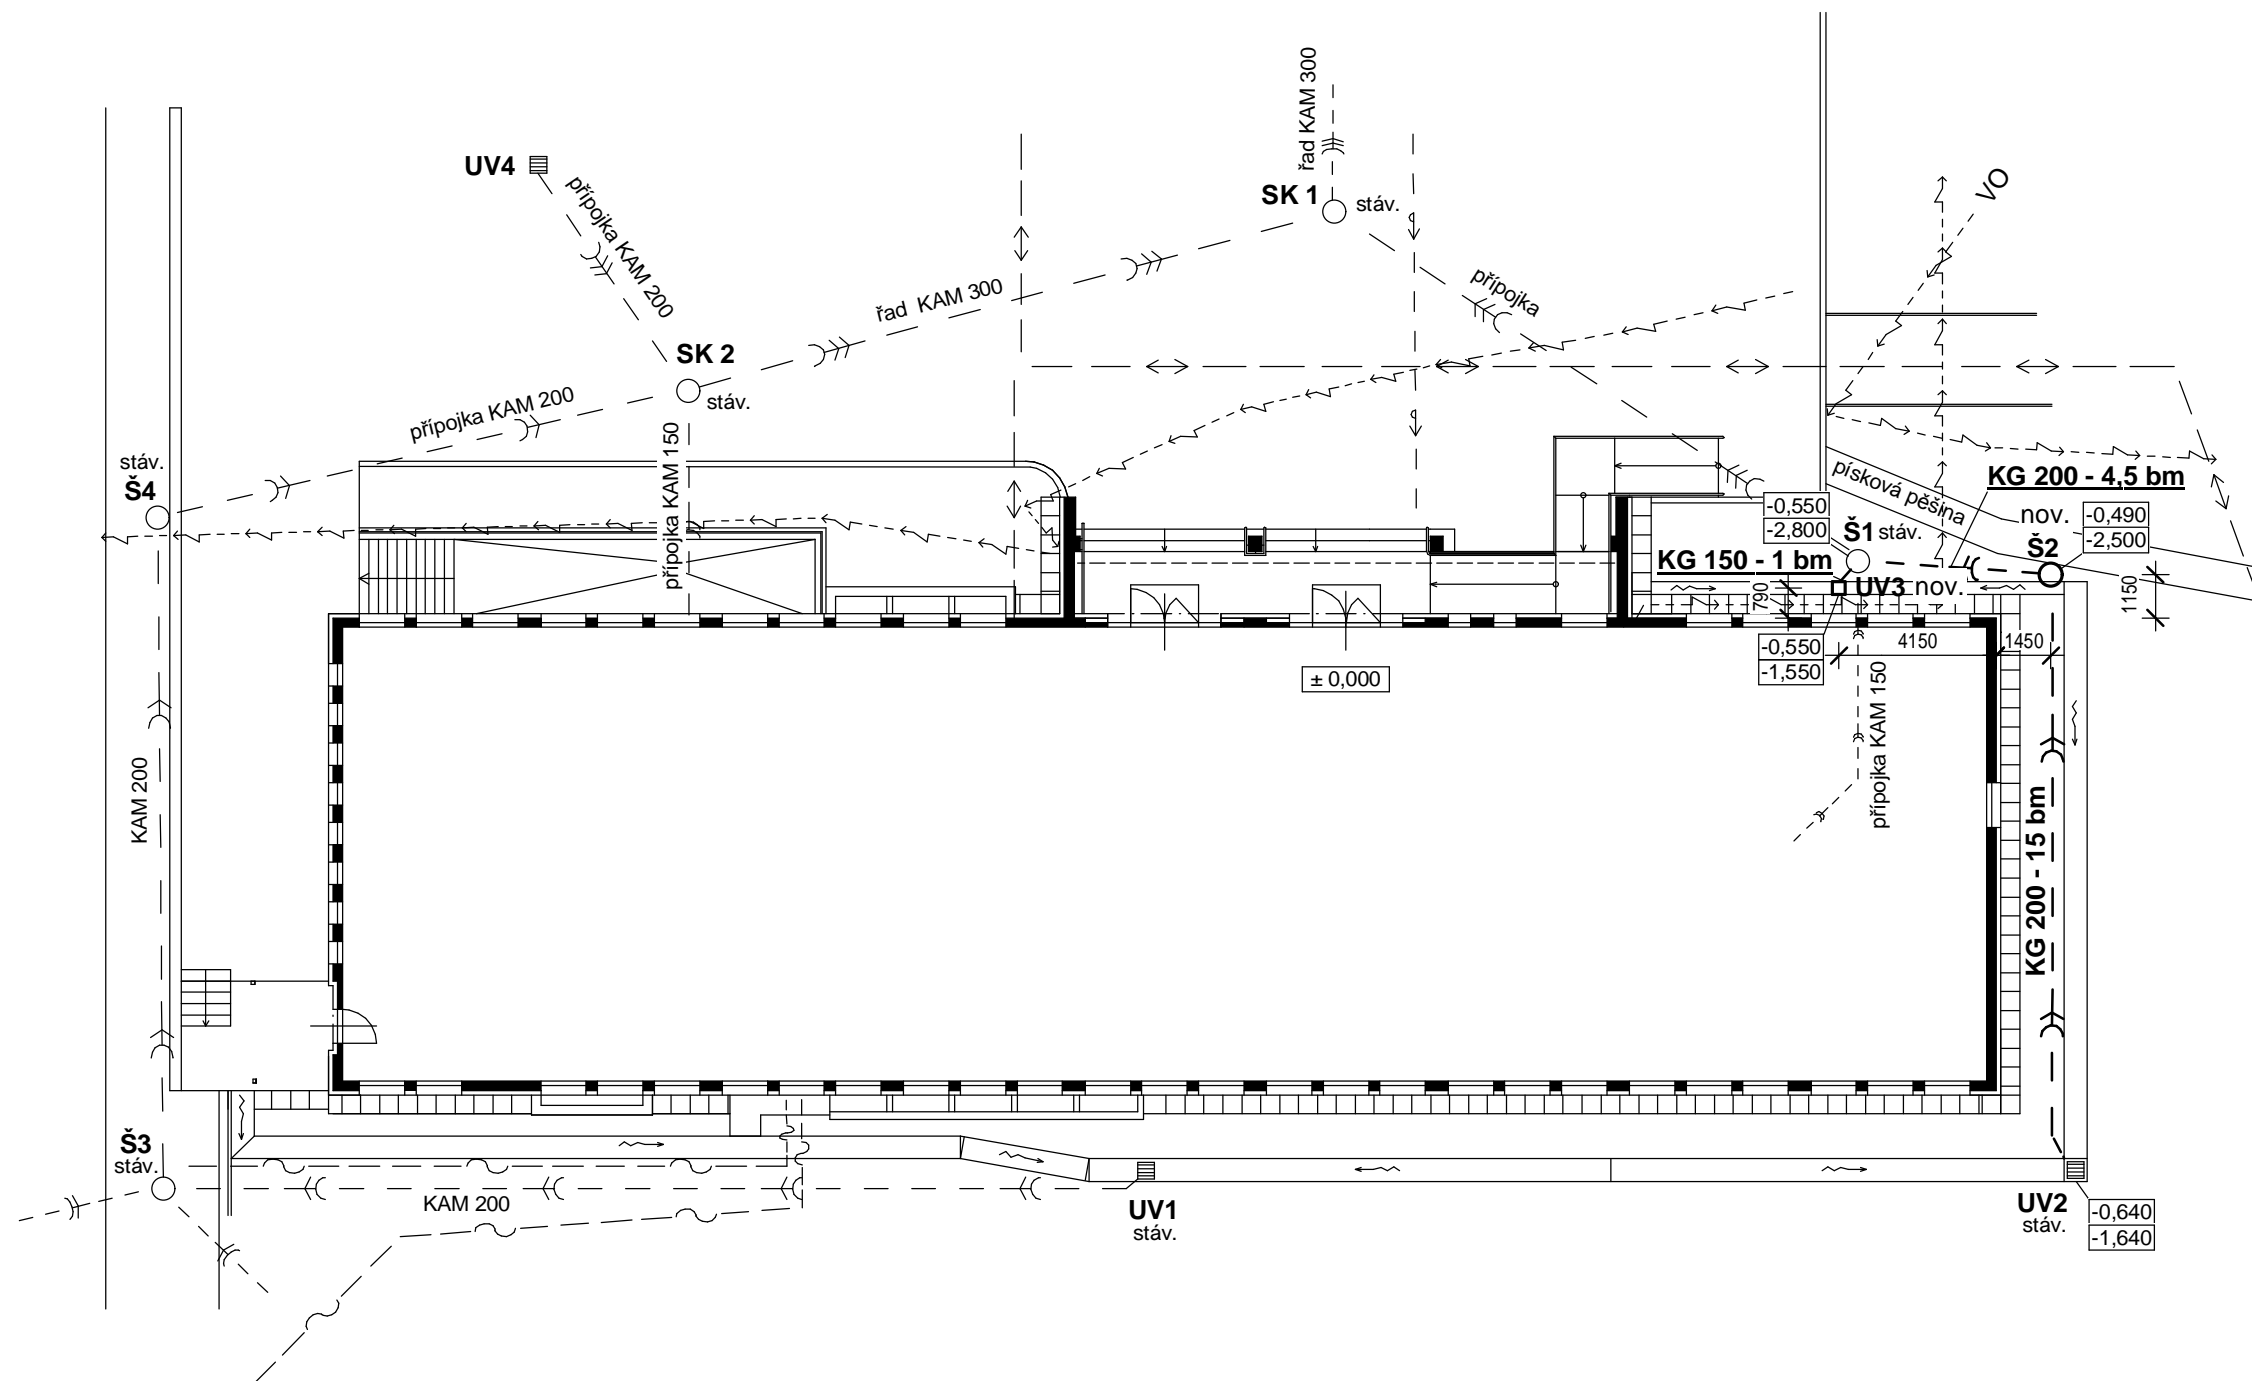 řad KAM 300
UV4
přípojka KAM 200
SK 1 stáv.
VO
přípojka
řad KAM 300
SK 2
stáv.
přípojka KAM 200
přípojka KAM 150
stáv.
Š4
písková pěšina
KG 200 - 4,5 bm
-0,550
-2,800
Š1 stáv.
nov.
-0,490
-2,500
Š2
KG 150 - 1 bm
UV3 nov.
790
1150
-0,550
-1,550
4150
1450
± 0,000
přípojka KAM 150
KAM 200
KG 200 - 15 bm
Š3
stáv.
KAM 200
UV1
stáv.
UV2
stáv.
-0,640
-1,640